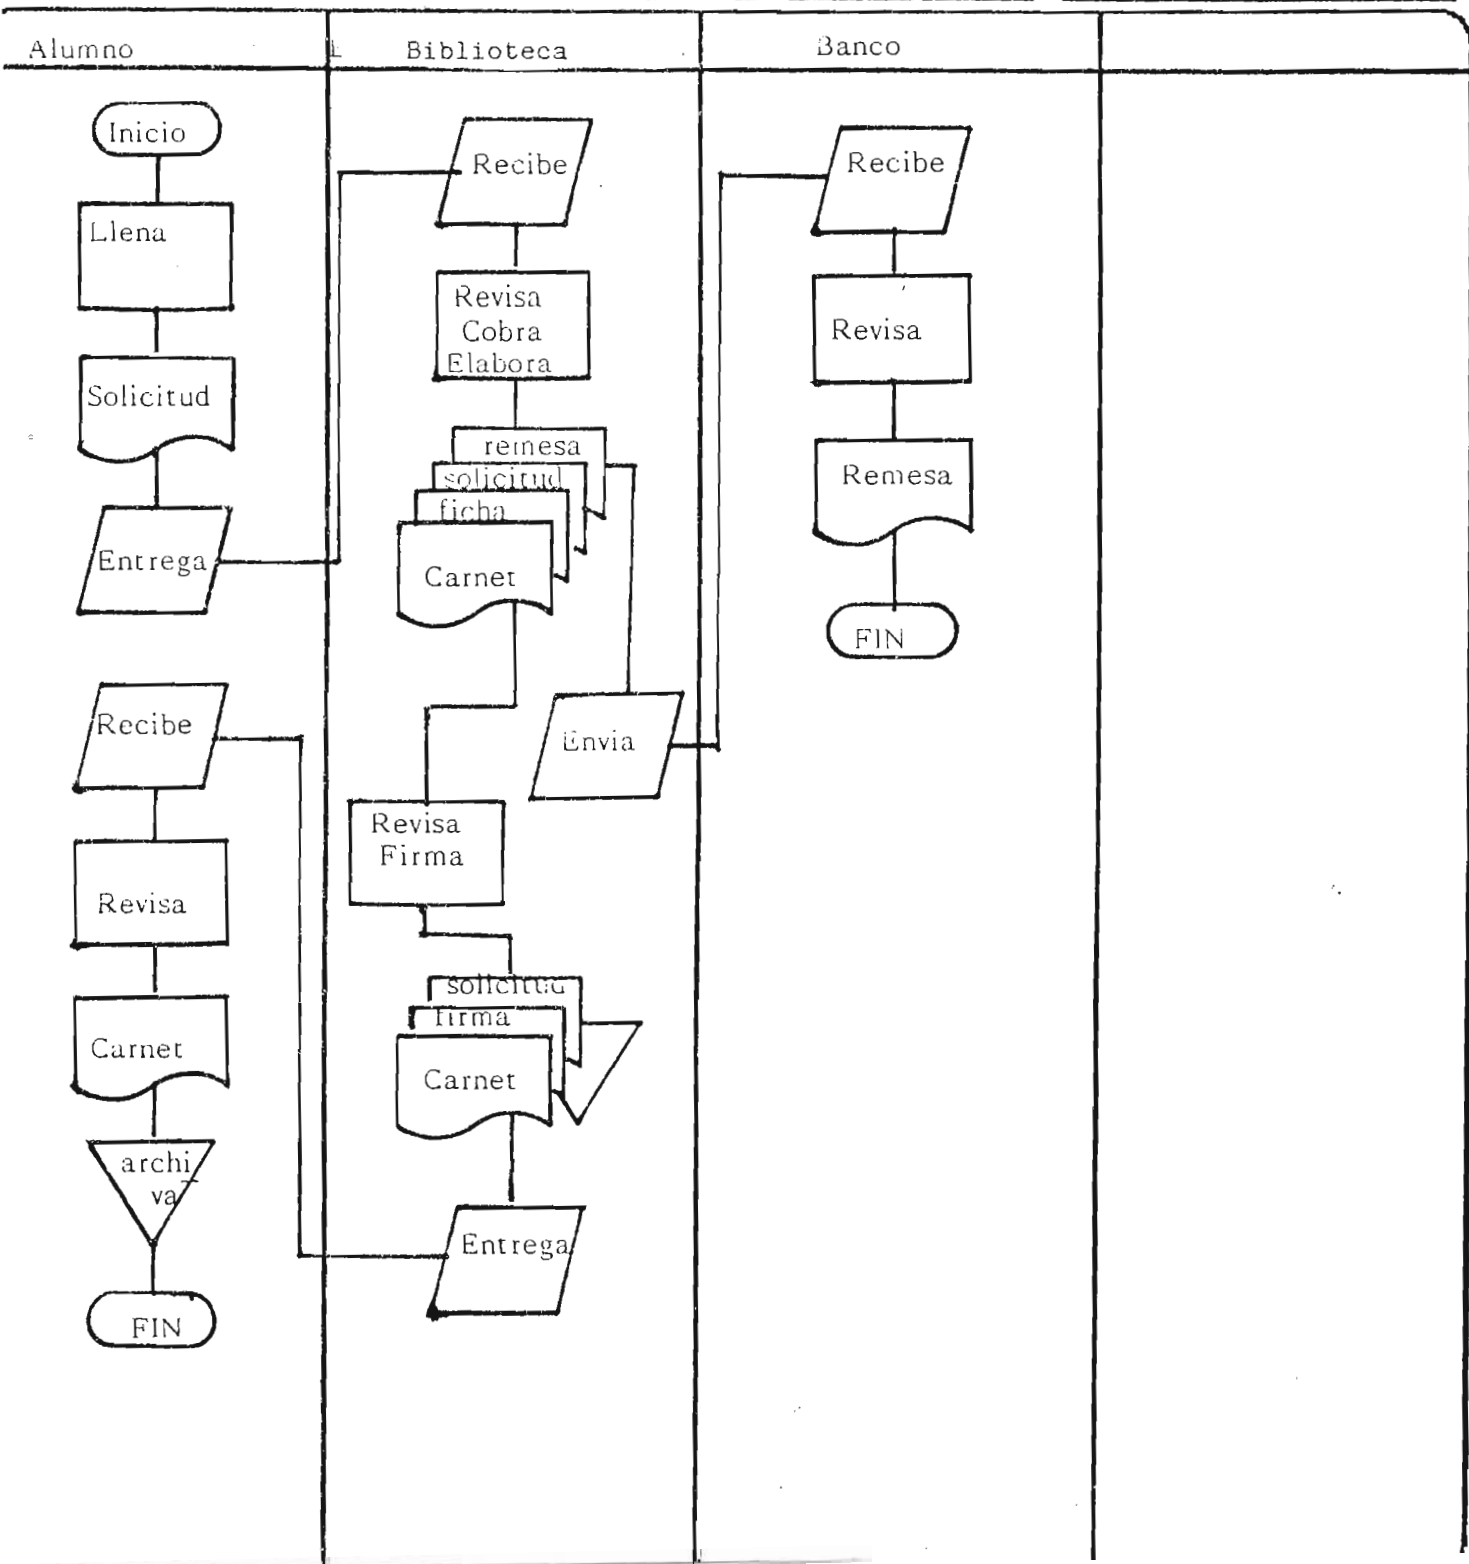 Alumno
Biblioteca
Banco
Inicio
Llena
Solicitud
Entrega
Recibe
Revisa
Carnet
archi
va
FIN
Recibe
Revisa
Cobra
Elabora
remesa
solicitud
ficha
Carnet
Envia
Revisa
Firma
solicitud
firma
Carnet
Entrega
Recibe
Revisa
Remesa
FIN